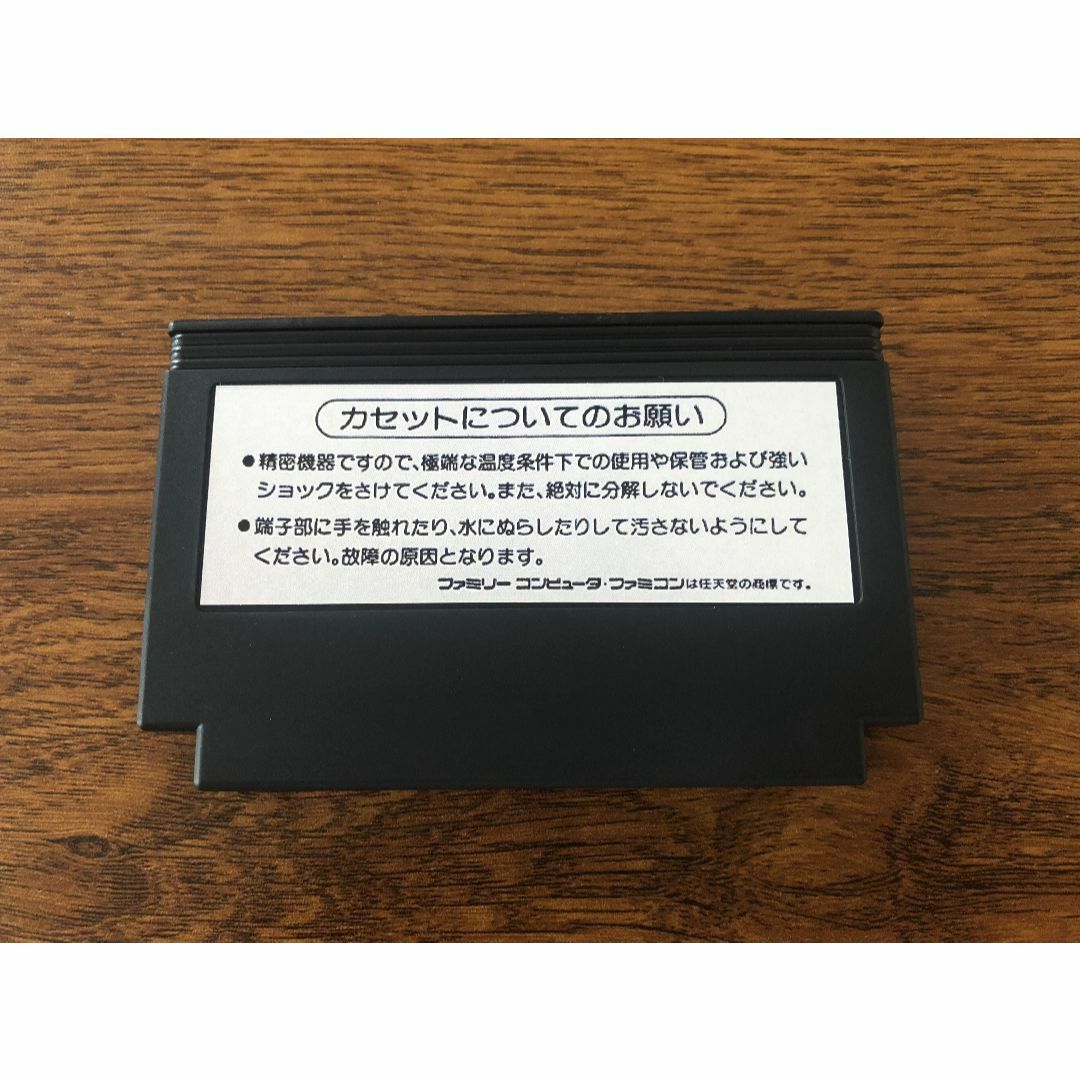 カセットについてのお願い
●精密機器ですので、極端な温度条件下での使用や保管および強い
ショックをさけてください。また、絶対に分解しないでください。
●端子部に手を触れたり、水にぬらしたりして汚さないようにして
ください。故障の原因となります。
ファミリーコンピュータ・ファミコンは任天堂の商標です。